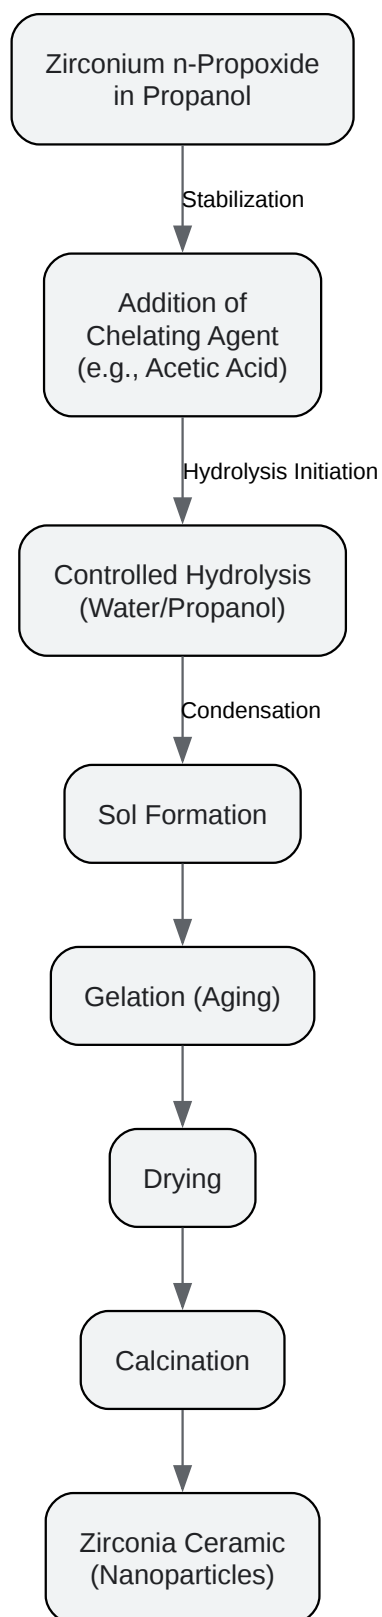 Zirconium n-Propoxide
in Propanol
Stabilization
Addition of
Chelating Agent
(e.g., Acetic Acid)
Hydrolysis Initiation
Controlled Hydrolysis
(Water/Propanol)
Condensation
Sol Formation
Gelation (Aging)
Drying
Calcination
Zirconia Ceramic
(Nanoparticles)